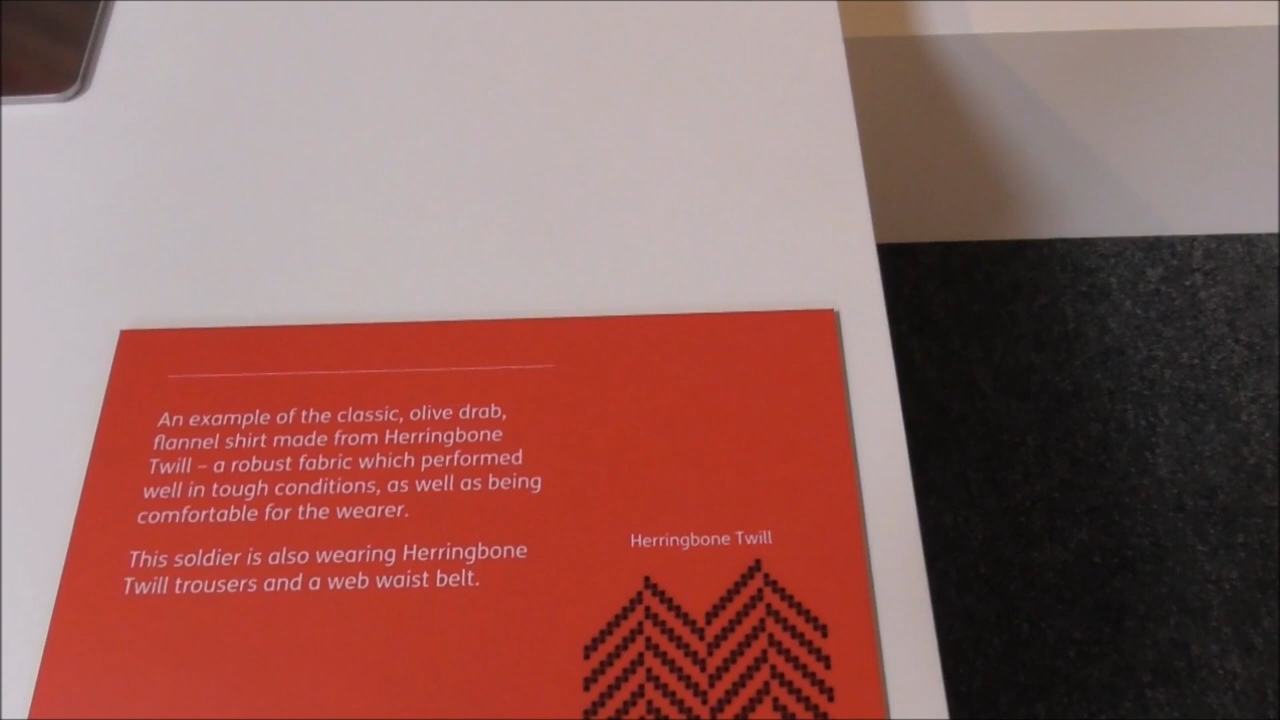 An example of the classic, olive drab,
flannel shirt made from Herringbone
Twill – a robust fabric which performed
well in tough conditions, as well as being
comfortable for the wearer.
This soldier is also wearing Herringbone
Twill trousers and a web waist belt.
Herringbone Twill